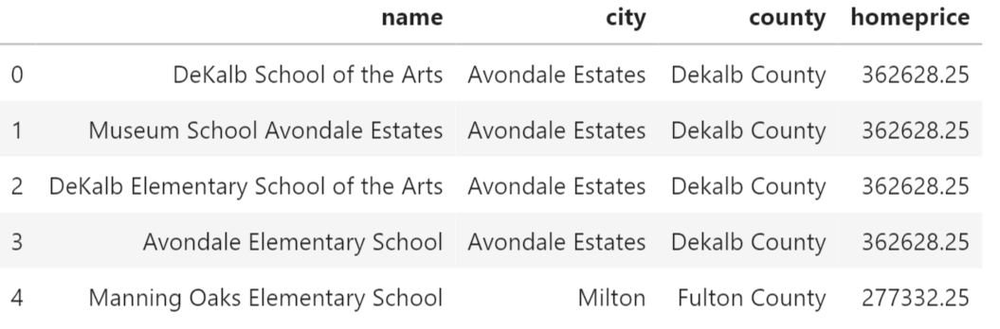 name city county homeprice
0 DeKalb School of the Arts Avondale Estates Dekalb County 362628.25
1 Museum School Avondale Estates Avondale Estates Dekalb County 362628.25
2 DeKalb Elementary School of the Arts Avondale Estates Dekalb County 362628.25
3 Avondale Elementary School Avondale Estates Dekalb County 362628.25
4 Manning Oaks Elementary School Milton Fulton County 277332.25